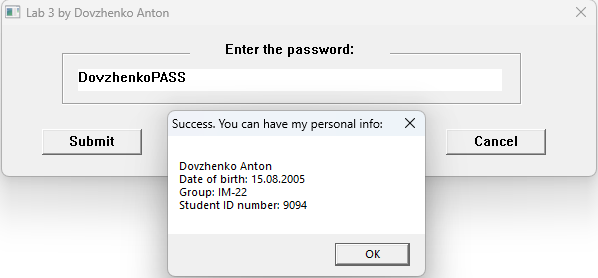 Lab 3 by Dovzhenko Anton
Enter the password:
DovzhenkoPASS
Submit
Cancel
Success. You can have my personal info:
Dovzhenko Anton
Date of birth: 15.08.2005
Group: IM-22
Student ID number: 9094
OK